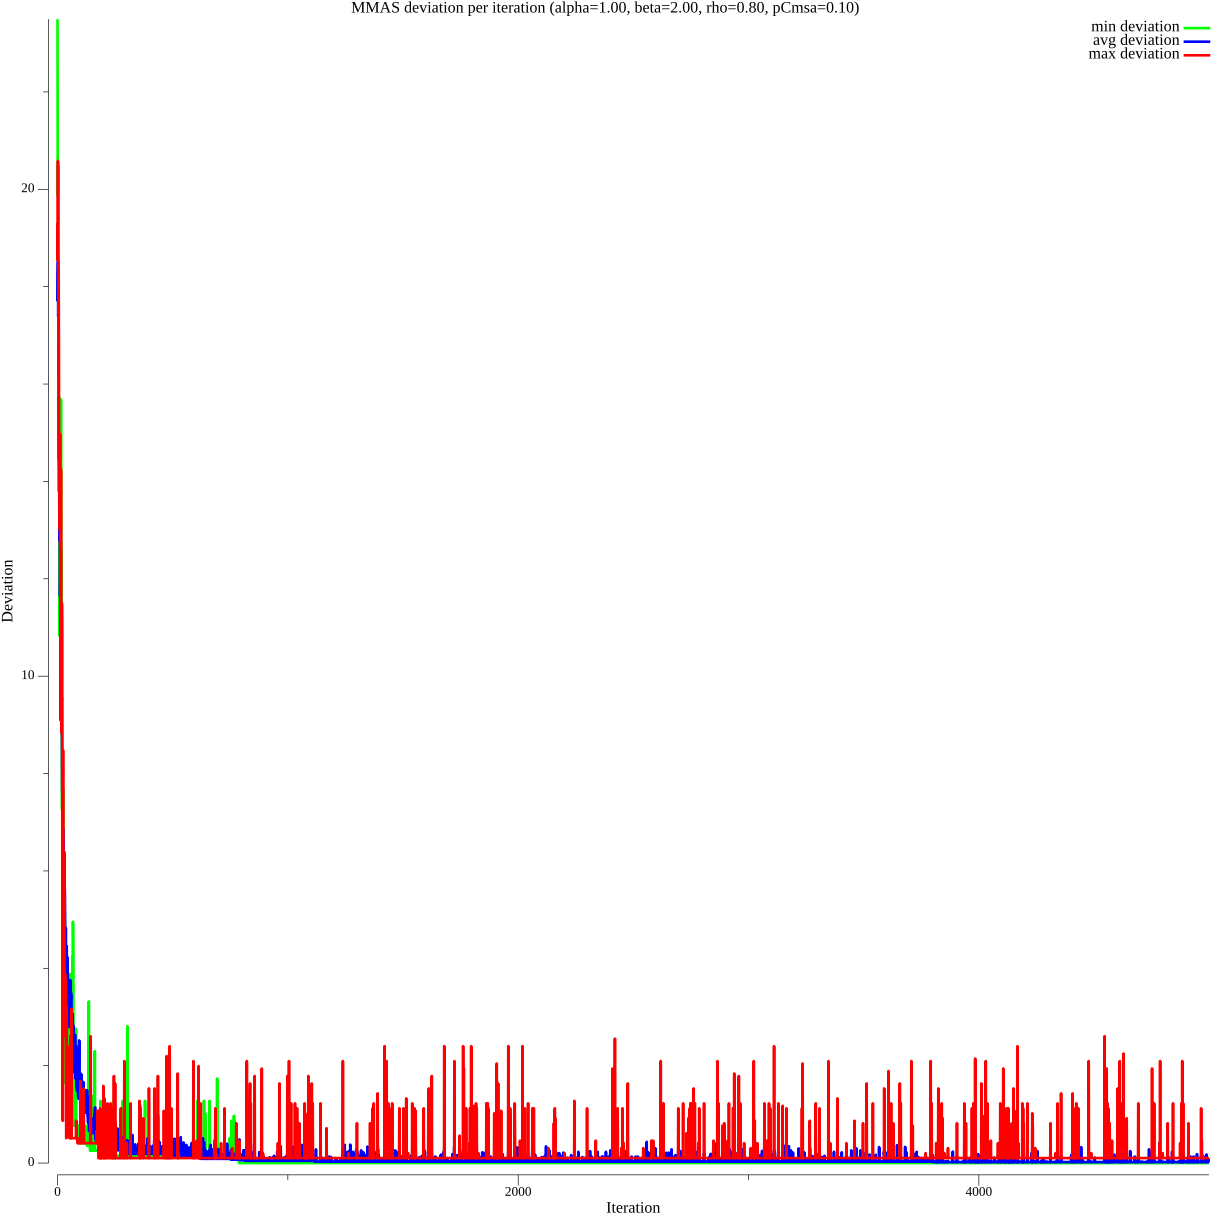 MMAS deviation per iteration (alpha=1.00, beta=2.00, rho=0.80, pCmsa=0.10)
min deviation
avg deviation
max deviation
20
10
0
Deviation
0
2000
4000
Iteration